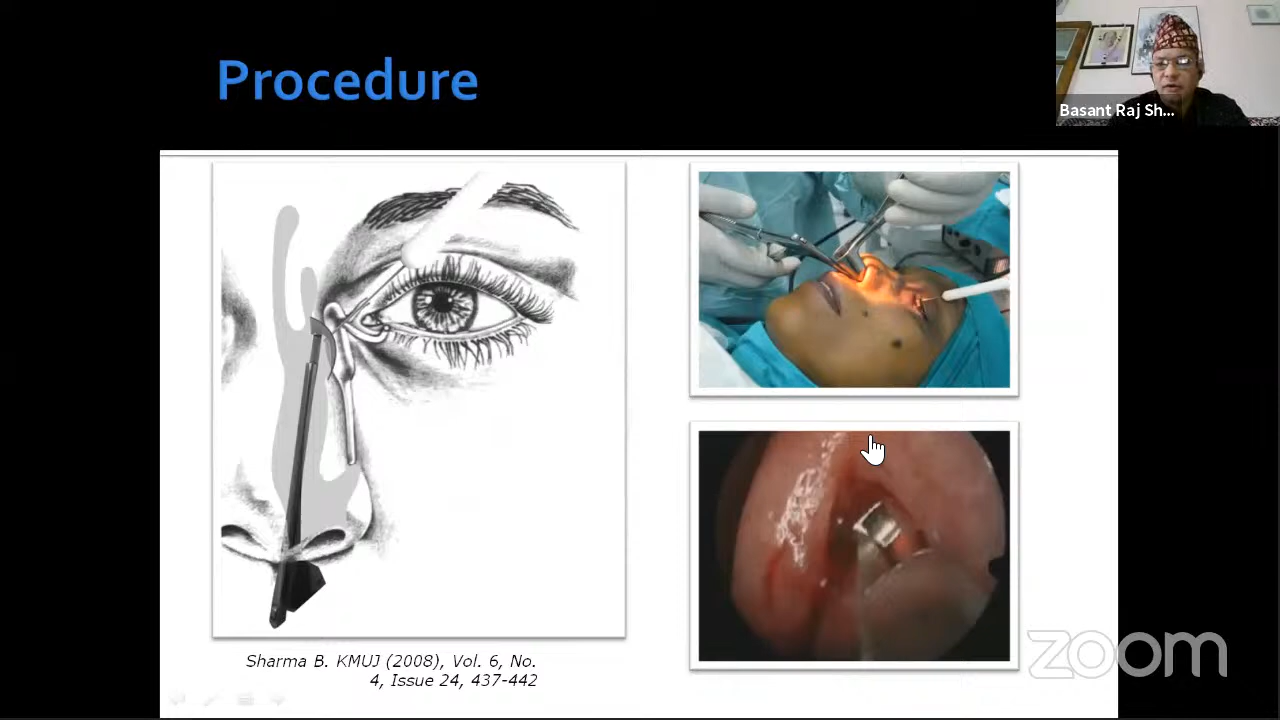 Procedure
Basant Raj Sh...
Sharma B. KMUJ (2008), Vol. 6, No.
4, Issue 24, 437-442
zoom